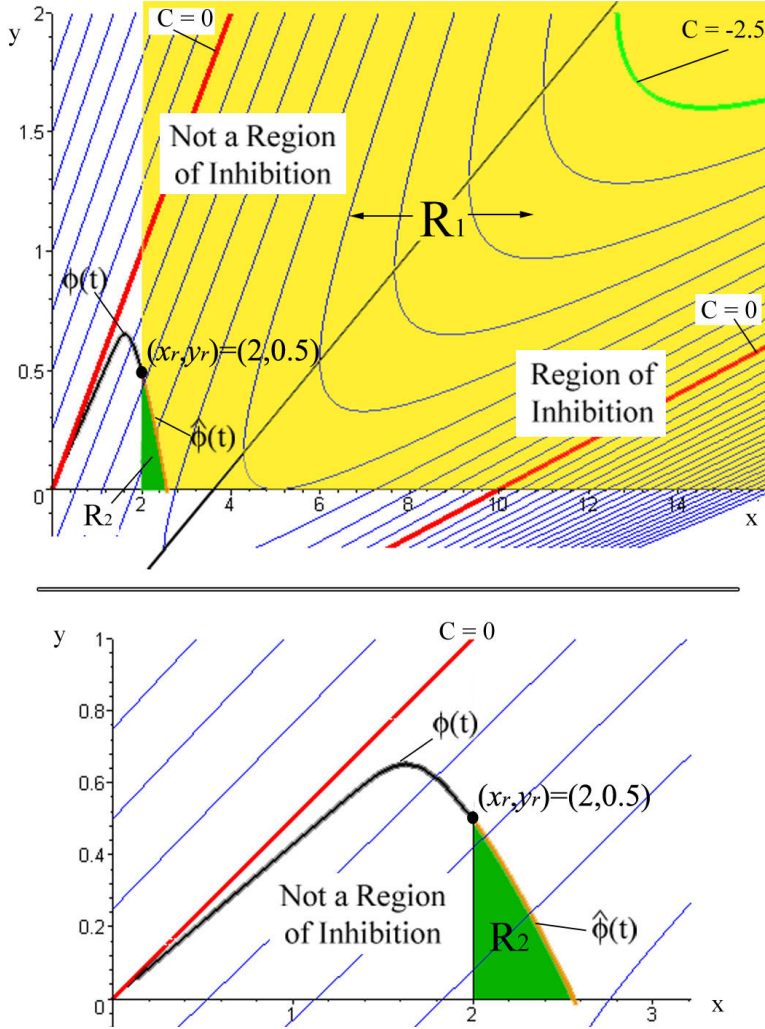 2
y
C = 0
C = -2.5
Not a Region
of Inhibition
1.5
R1
1
ϕ(t)
C = 0
(xr,yr)=(2,0.5)
0.5
Region of
Inhibition
ϕ̂(t)
0
R2
2 4 6 8 10 12 14
x
y
C = 0
1
0.8
ϕ(t)
0.6
(xr,yr)=(2,0.5)
0.4
Not a Region
of Inhibition
R2
ϕ̂(t)
0.2
0
1 2 3
x